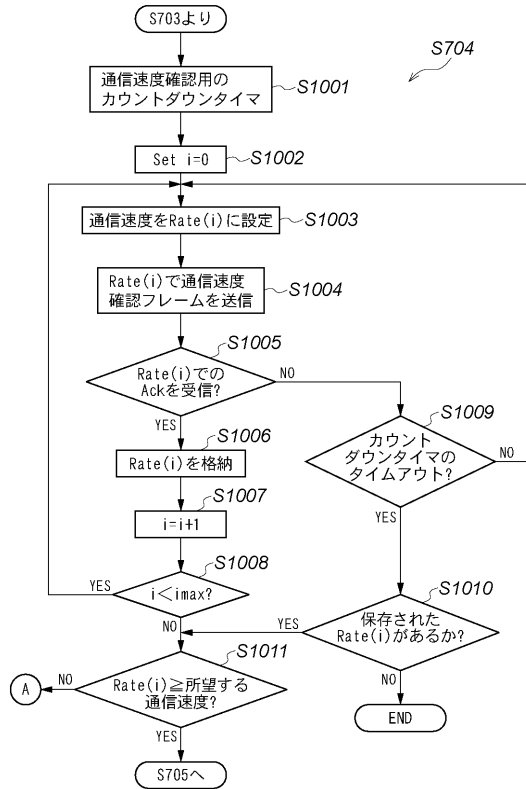 S703より
S704
通信速度確認用の
カウントダウンタイマ
S1001
Set i=0
S1002
通信速度をRate(i)に設定
S1003
Rate(i)で通信速度
確認フレームを送信
S1004
S1005
Rate(i)での
Ackを受信?
NO
YES
S1009
カウント
ダウンタイマの
タイムアウト?
NO
YES
S1006
Rate(i)を格納
S1007
i=i+1
S1008
i<imax?
YES
NO
S1010
保存された
Rate(i)があるか?
YES
NO
END
S1011
Rate(i)≧所望する
通信速度?
NO
A
YES
S705へ